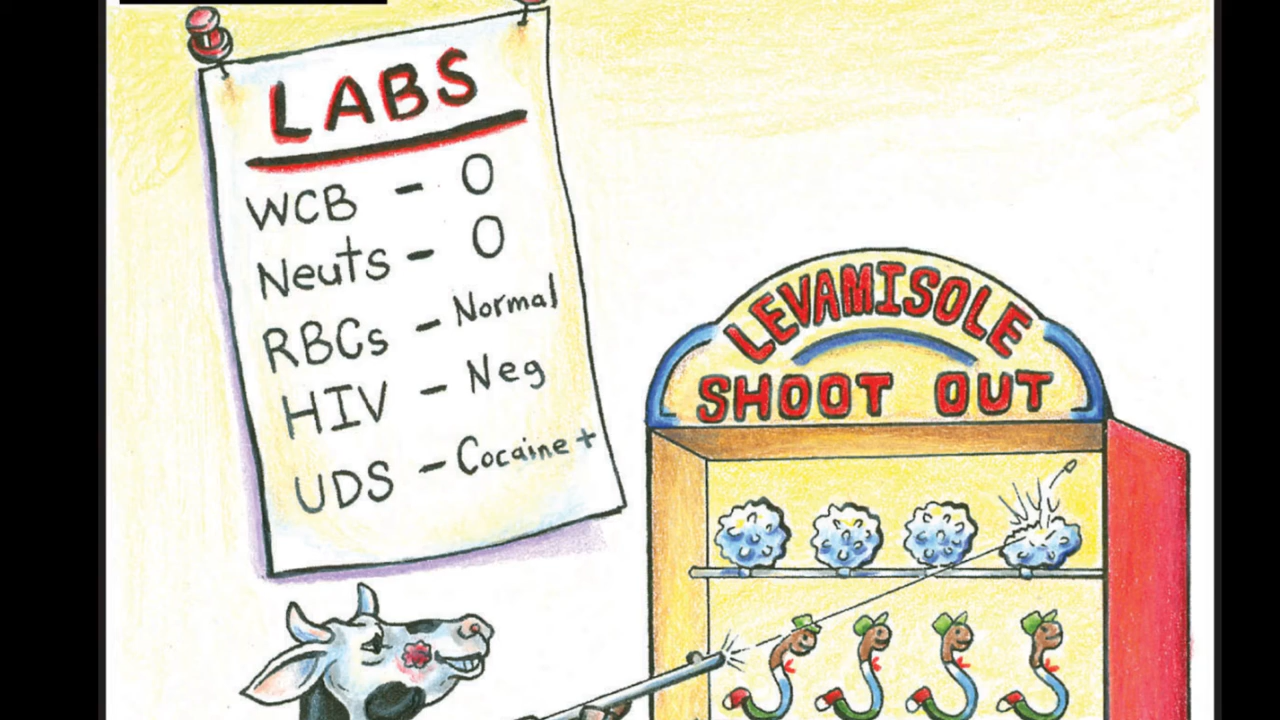 LABS
WCB - 0
Neuts - 0
RBCs - Normal
HIV - Neg
UDS - Cocaine +
LEVAMISOLE
SHOOT OUT